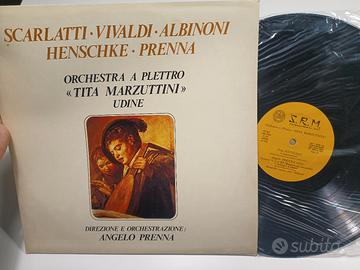 SCARLATTI · VIVALDI · ALBINONI
HENSCHKE · PRENNA
ORCHESTRA A PLETTRO
« TITA MARZUTTINI »
UDINE
DIREZIONE E ORCHESTRAZIONE:
ANGELO PRENNA
S.R.M
subito